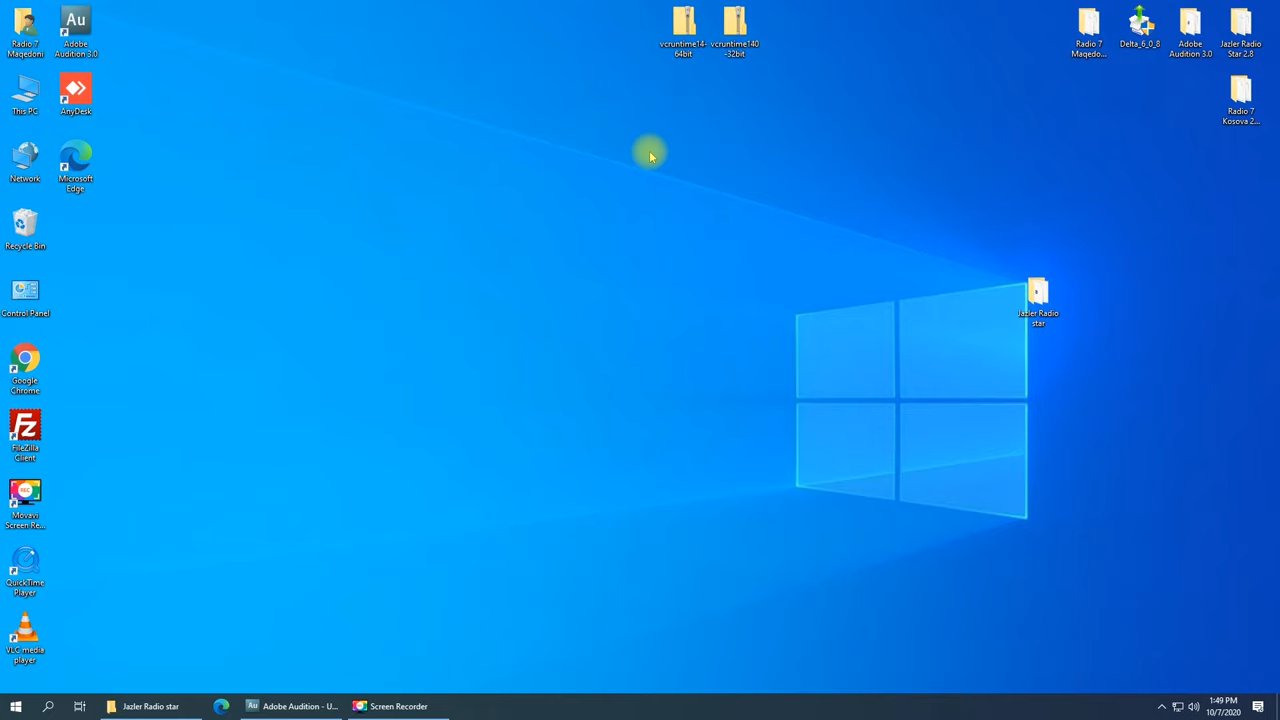 Radio 7
Maqedoni
Au
Adobe
Audition 3.0
vcruntime14-
64bit
vcruntime140
-32bit
Radio 7
Maqedo...
Delta_6_0_8
Adobe
Audition 3.0
Jazler Radio
Star 2.8
This PC
AnyDesk
Radio 7
Kosova 2...
Network
Microsoft
Edge
Recycle Bin
Control Panel
Jazler Radio
star
Google
Chrome
Fz
FileZilla
Client
REC
Movavi
Screen Re...
QuickTime
Player
VLC media
player
Jazler Radio star
Au
Adobe Audition - U...
Screen Recorder
1:49 PM
10/7/2020